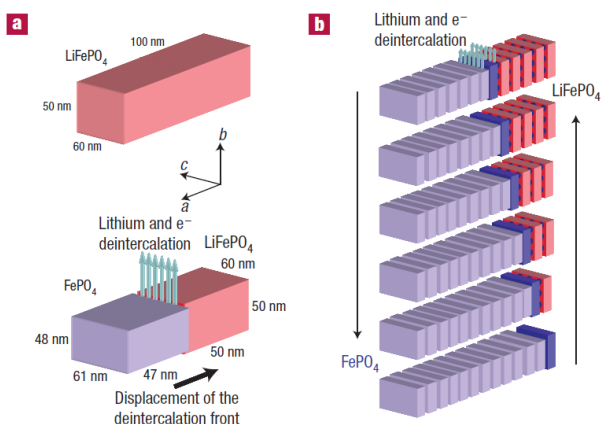 a
LiFePO4
100 nm
50 nm
60 nm
b
c
a
Lithium and e–
deintercalation
LiFePO4
FePO4
60 nm
50 nm
48 nm
50 nm
61 nm
47 nm
Displacement of the
deintercalation front
b
Lithium and e–
deintercalation
LiFePO4
FePO4